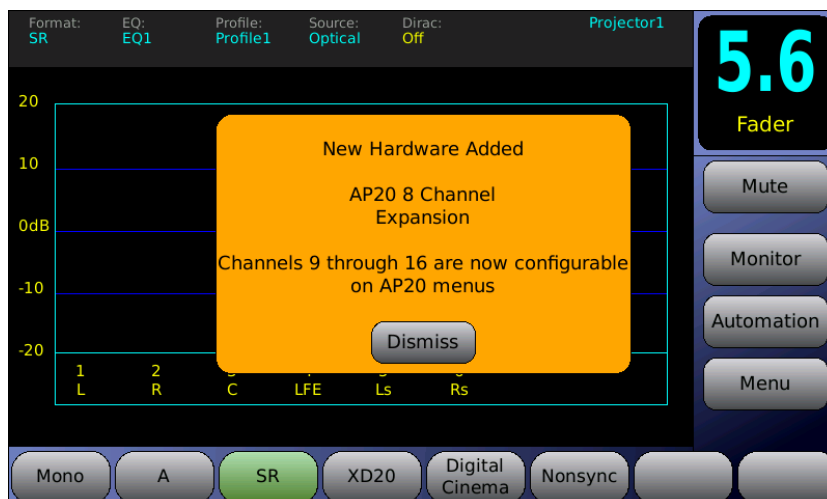 Format: EQ: Profile: Source: Dirac: Projector1
SR EQ1 Profile1 Optical Off
5.6
Fader
20
10
0dB
-10
-20
New Hardware Added
AP20 8 Channel
Expansion
Channels 9 through 16 are now configurable
on AP20 menus
Dismiss
1 2
L R C LFE Ls Rs
Mute
Monitor
Automation
Menu
Mono A SR XD20 Digital Cinema Nonsync